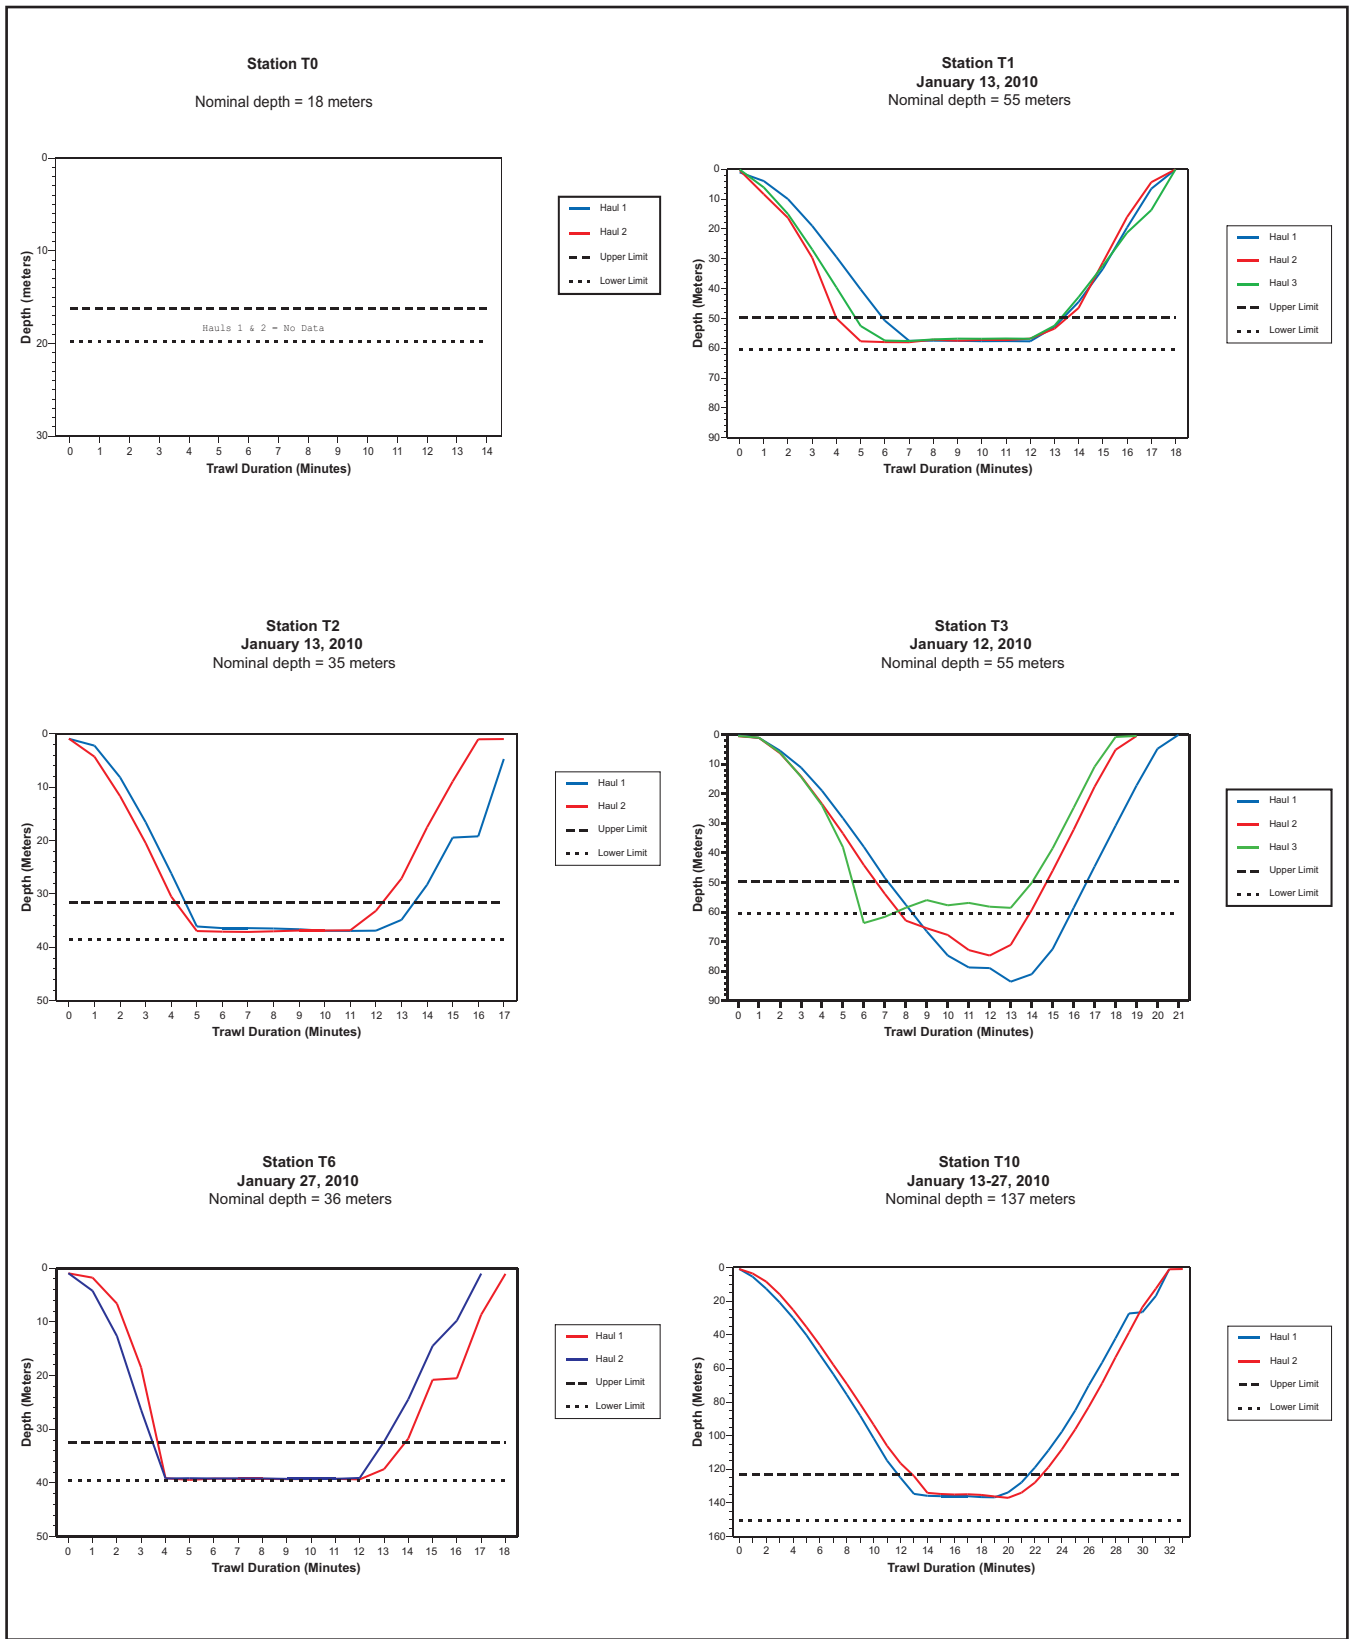 Station T0
Nominal depth = 18 meters
0
10
20
30
Depth (meters)
Hauls 1 & 2 = No Data
0 1 2 3 4 5 6 7 8 9 10 11 12 13 14
Trawl Duration (Minutes)
Haul 1
Haul 2
Upper Limit
Lower Limit
Station T1
January 13, 2010
Nominal depth = 55 meters
0
10
20
30
40
50
60
70
80
90
Depth (Meters)
0 1 2 3 4 5 6 7 8 9 10 11 12 13 14 15 16 17 18
Trawl Duration (Minutes)
Haul 1
Haul 2
Haul 3
Upper Limit
Lower Limit
Station T2
January 13, 2010
Nominal depth = 35 meters
0
10
20
30
40
50
Depth (Meters)
0 1 2 3 4 5 6 7 8 9 10 11 12 13 14 15 16 17
Trawl Duration (Minutes)
Haul 1
Haul 2
Upper Limit
Lower Limit
Station T3
January 12, 2010
Nominal depth = 55 meters
0
10
20
30
40
50
60
70
80
90
Depth (Meters)
0 1 2 3 4 5 6 7 8 9 10 11 12 13 14 15 16 17 18 19 20 21
Trawl Duration (Minutes)
Haul 1
Haul 2
Haul 3
Upper Limit
Lower Limit
Station T6
January 27, 2010
Nominal depth = 36 meters
0
10
20
30
40
50
Depth (Meters)
0 1 2 3 4 5 6 7 8 9 10 11 12 13 14 15 16 17 18
Trawl Duration (Minutes)
Haul 1
Haul 2
Upper Limit
Lower Limit
Station T10
January 13-27, 2010
Nominal depth = 137 meters
0
20
40
60
80
100
120
140
160
Depth (Meters)
0 2 4 6 8 10 12 14 16 18 20 22 24 26 28 30 32
Trawl Duration (Minutes)
Haul 1
Haul 2
Upper Limit
Lower Limit